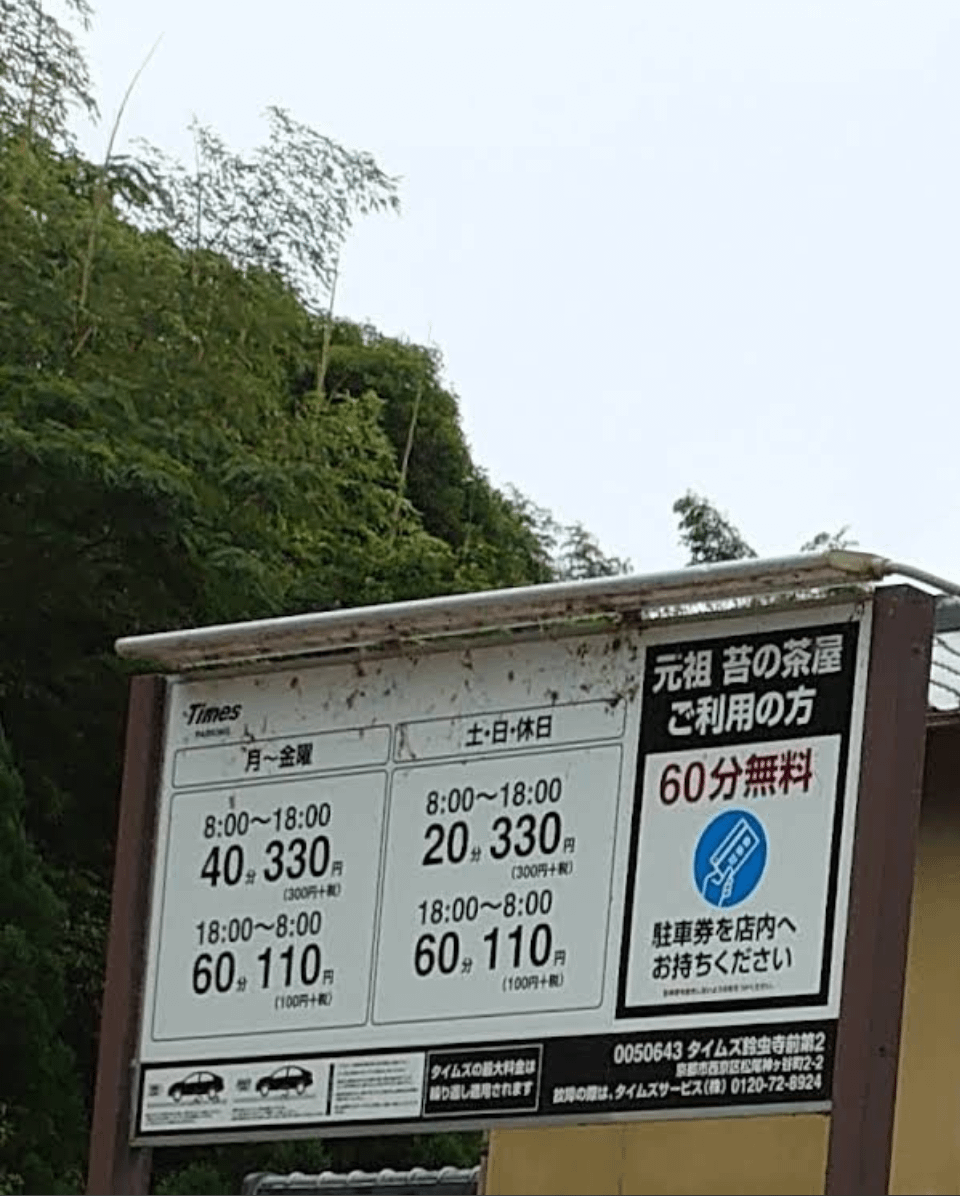 Times
PARKING
月～金曜
8:00～18:00
40分 330円
(300円+税)
18:00～8:00
60分 110円
(100円+税)
土・日・休日
8:00～18:00
20分 330円
(300円+税)
18:00～8:00
60分 110円
(100円+税)
元祖 苔の茶屋
ご利用の方
60分無料
駐車券
駐車券を店内へ
お持ちください
タイムズの最大料金は
繰り返し適用されます
0050643 タイムズ鈴虫寺前第2
京都市西京区松尾神ヶ谷町2-2
故障の際は、タイムズサービス(株) 0120-72-8924